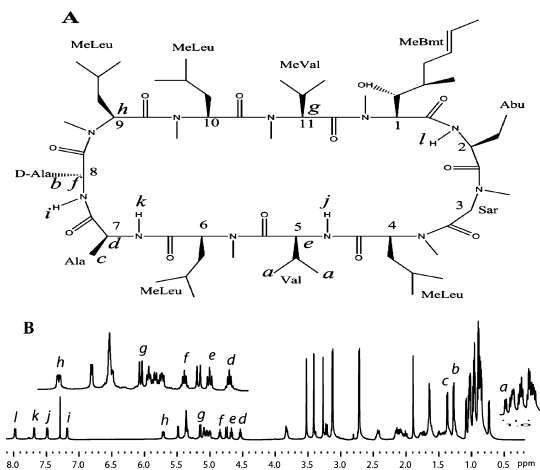 A
MeLeu
MeLeu
MeVal
MeBmt
OH
h
O
O
g
O
O
Abu
N
9
N
10
N
11
N
1
N
l
H
2
O
8
O
D-Ala
b
f
N
i
H
N
3
Sar
O
k
H
O
j
H
O
O
7
N
6
N
5
N
4
N
d
e
Ala
c
O
O
a
a
Val
MeLeu
MeLeu
B
h
g
f
e
d
a
b
c
l
k
j
i
h
g
f
e
d
8.0 7.5 7.0 6.5 6.0 5.5 5.0 4.5 4.0 3.5 3.0 2.5 2.0 1.5 1.0 0.5 ppm